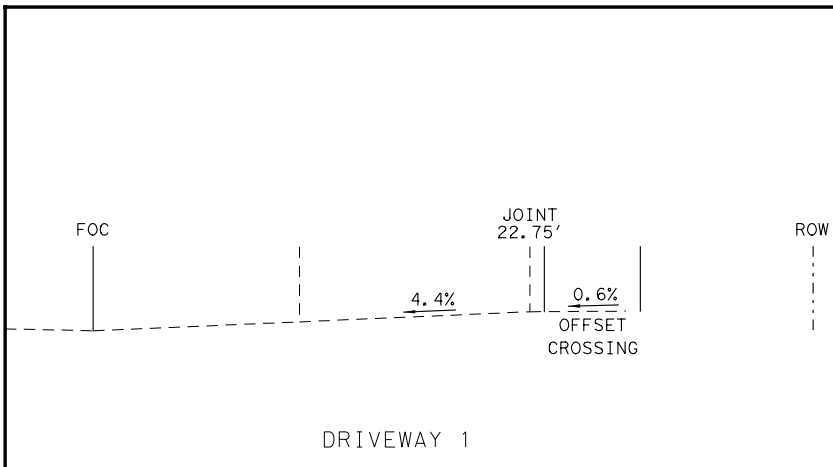 FOC
JOINT
22.75'
ROW
4.4%
0.6%
OFFSET
CROSSING
DRIVEWAY 1